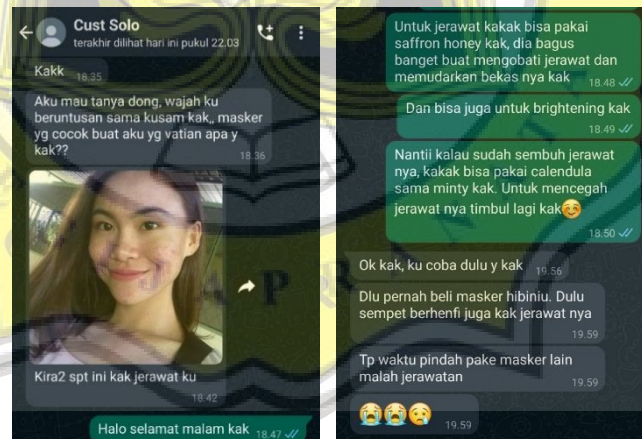 Cust Solo
terakhir dilihat hari ini pukul 22.03
Kakk 18.35
Aku mau tanya dong, wajah ku
beruntusan sama kusam kak,, masker
yg cocok buat aku yg vatian apa y
kak??
18.36
Kira2 spt ini kak jerawat ku
18.42
Halo selamat malam kak 18.47
Untuk jerawat kakak bisa pakai
saffron honey kak, dia bagus
banget buat mengobati jerawat dan
memudarkan bekas nya kak
18.48
Dan bisa juga untuk brightening kak
18.49
Nantii kalau sudah sembuh jerawat
nya, kakak bisa pakai calendula
sama minty kak. Untuk mencegah
jerawat nya timbul lagi kak😊
18.50
Ok kak, ku coba dulu y kak 19.56
Dlu pernah beli masker hibiniu. Dulu
sempet berhenfi juga kak jerawat nya
19.59
Tp waktu pindah pake masker lain
malah jerawatan
19.59
😭😭😢 19.59